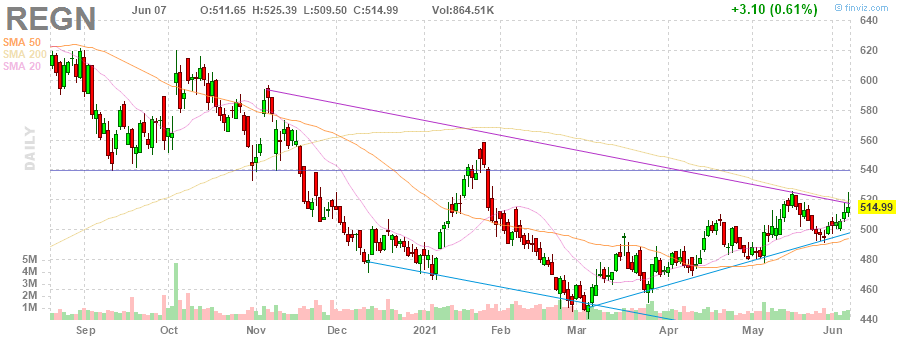 REGN Jun 07 O:511.65 H:525.39 L:509.50 C:514.99 Vol:864.51K +3.10 (0.61%) © finviz.com
SMA 50
SMA 200
SMA 20
DAILY
640
620
600
580
560
540
520
514.99
500
480
460
440
5M
4M
3M
2M
1M
Sep Oct Nov Dec 2021 Feb Mar Apr May Jun